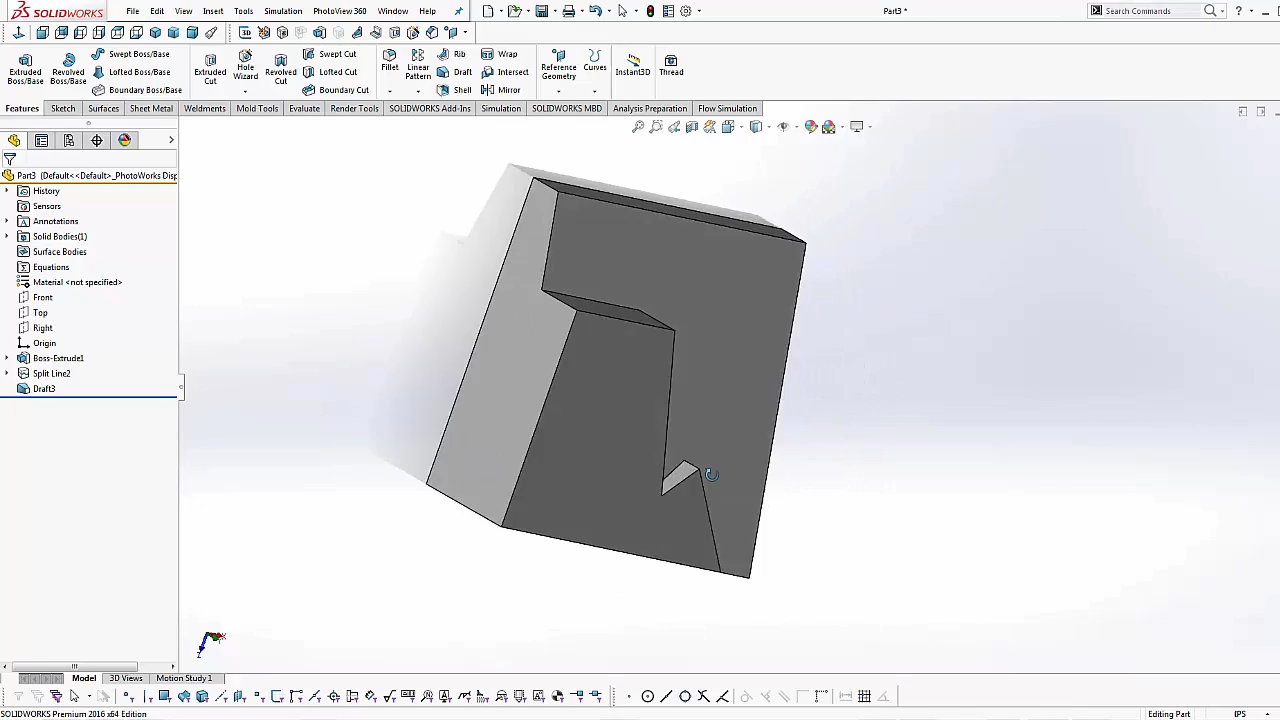 SOLIDWORKS File Edit View Insert Tools Simulation PhotoView 360 Window Help Part3 * Search Commands ?
Extruded Boss/Base Revolved Boss/Base Swept Boss/Base Lofted Boss/Base Boundary Boss/Base Extruded Cut Hole Wizard Revolved Cut Swept Cut Lofted Cut Boundary Cut Fillet Linear Pattern Rib Draft Shell Wrap Intersect Mirror Reference Geometry Curves Instant3D Thread
Features Sketch Surfaces Sheet Metal Weldments Mold Tools Evaluate Render Tools SOLIDWORKS Add-Ins Simulation SOLIDWORKS MBD Analysis Preparation Flow Simulation
Part3 (Default<<Default>_PhotoWorks Disp
History
Sensors
Annotations
Solid Bodies(1)
Surface Bodies
Equations
Material <not specified>
Front
Top
Right
Origin
Boss-Extrude1
Split Line2
Draft3
Model 3D Views Motion Study 1
SOLIDWORKS Premium 2016 x64 Edition Editing Part IPS